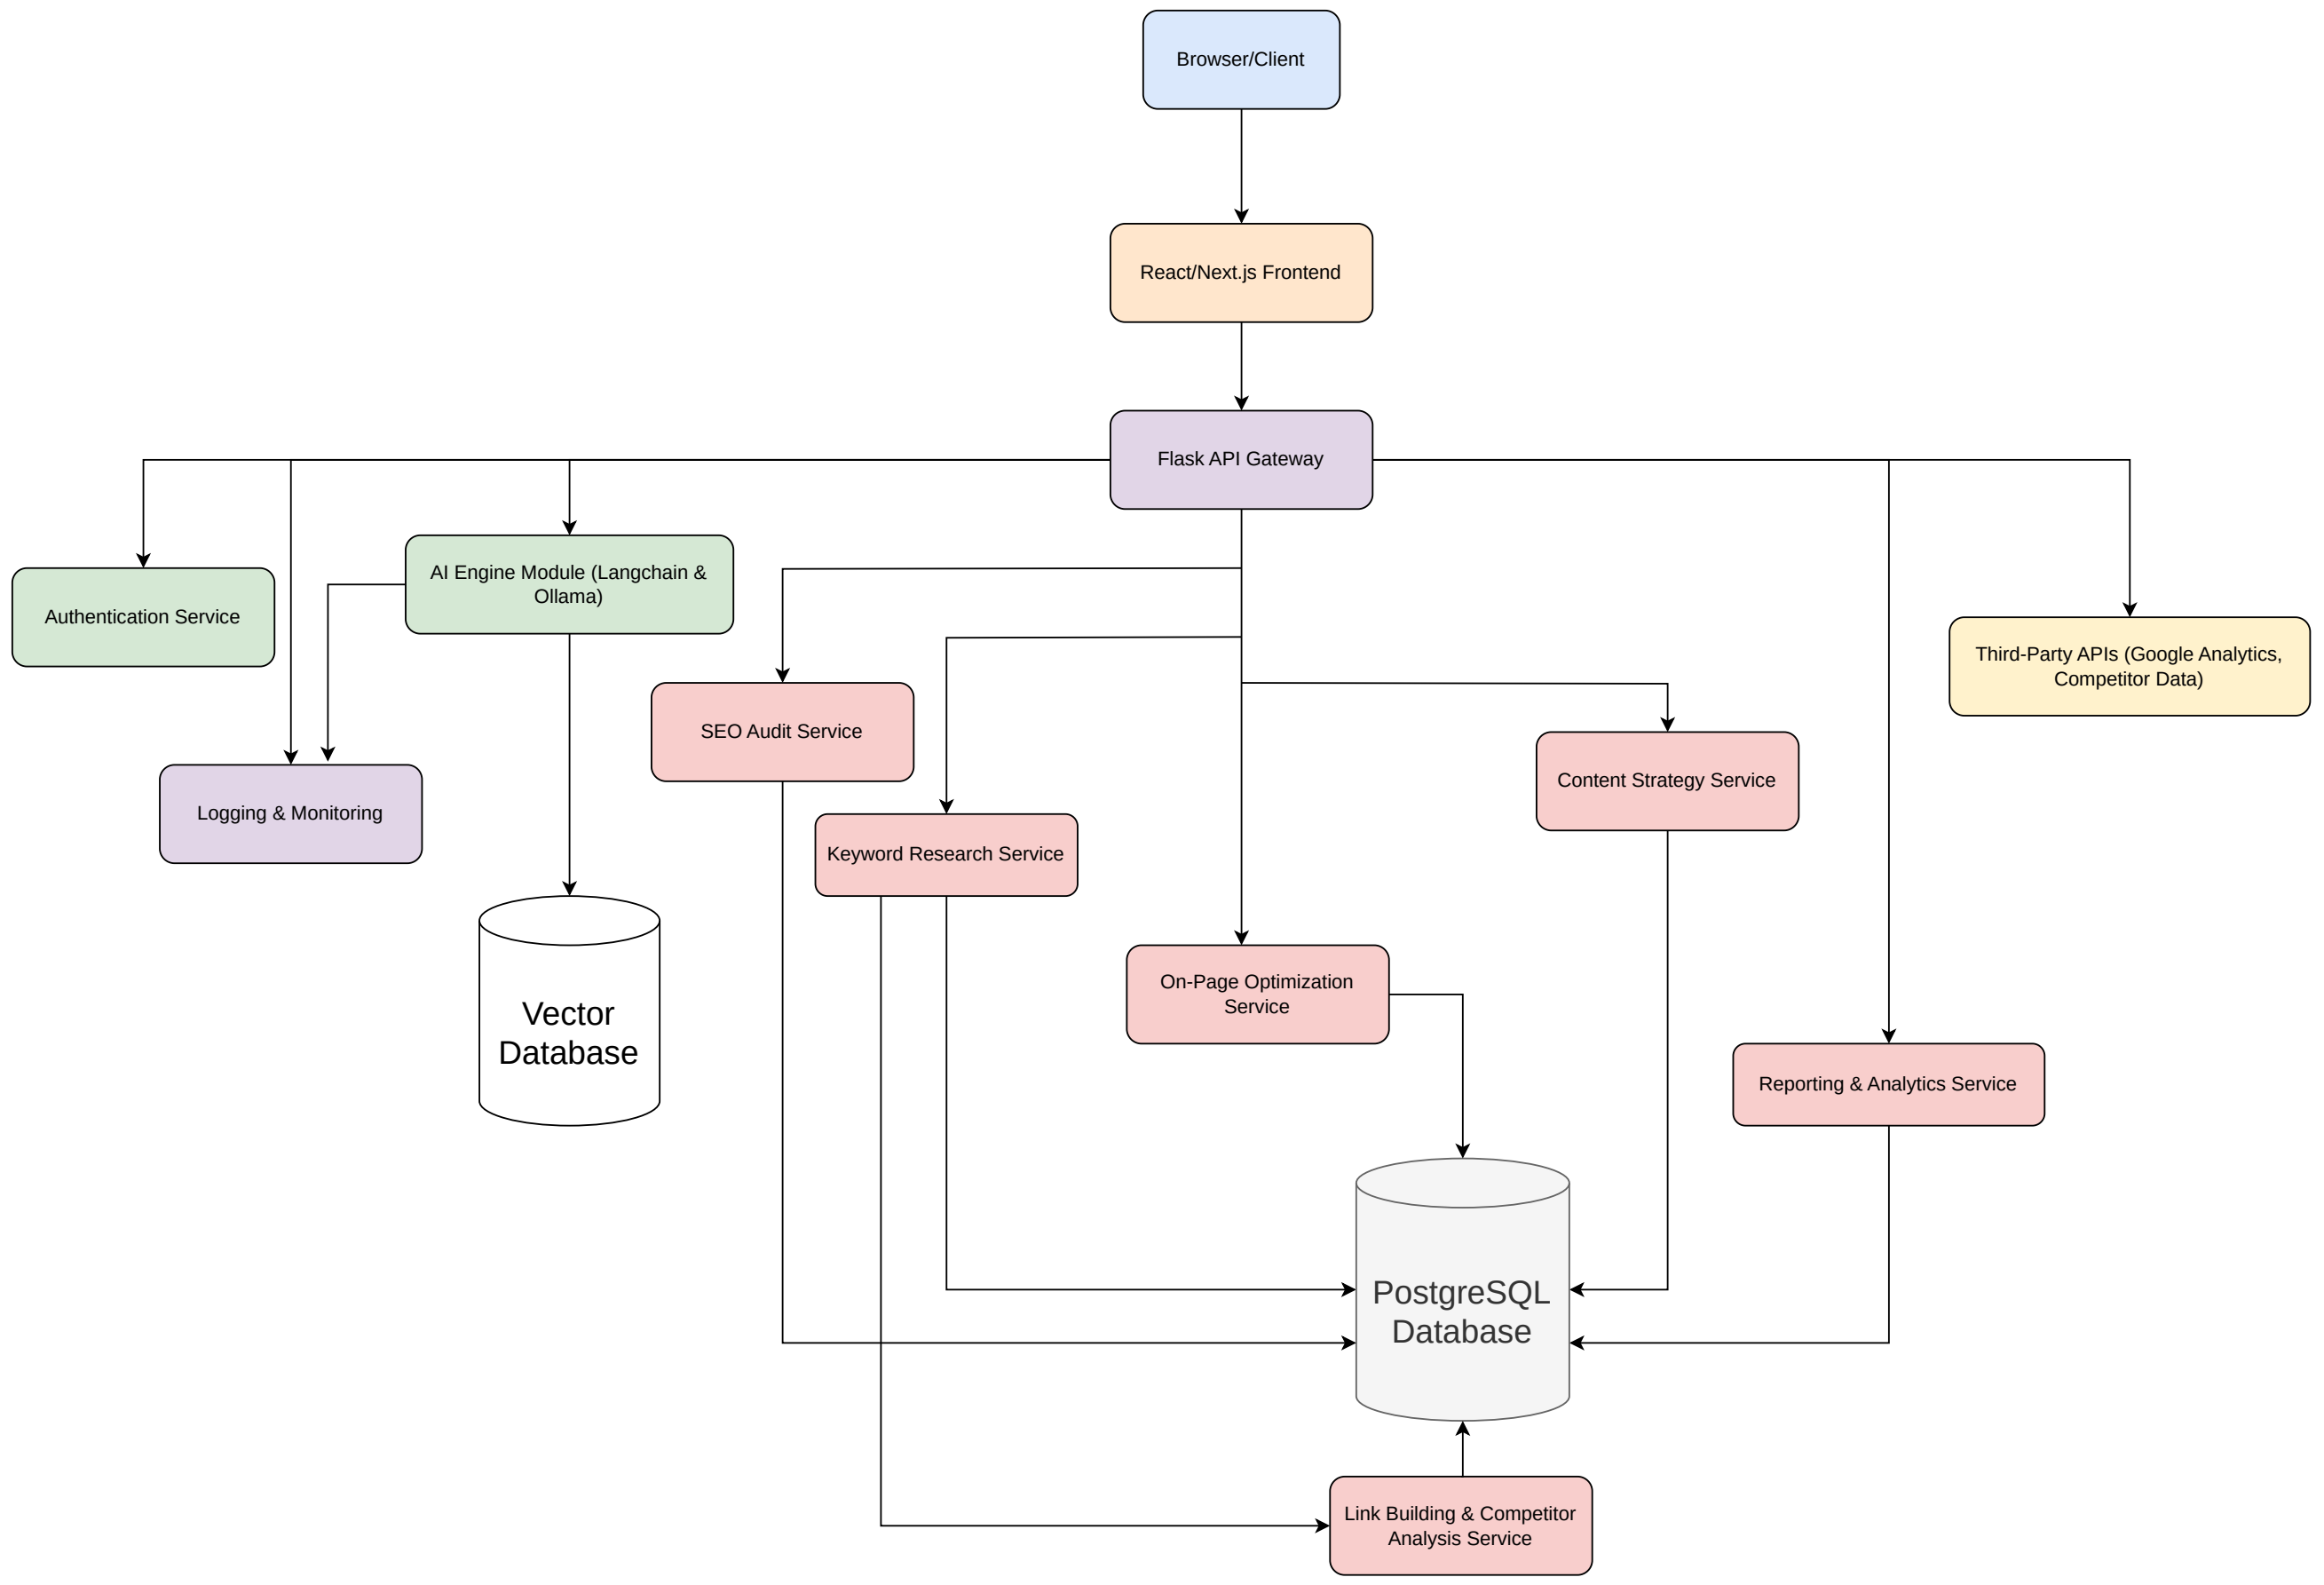 Browser/Client
React/Next.js Frontend
Flask API Gateway
AI Engine Module (Langchain &
Ollama)
Authentication Service
Third-Party APIs (Google Analytics,
Competitor Data)
SEO Audit Service
Content Strategy Service
Logging & Monitoring
Keyword Research Service
On-Page Optimization
Service
Vector
Database
Reporting & Analytics Service
PostgreSQL
Database
Link Building & Competitor
Analysis Service